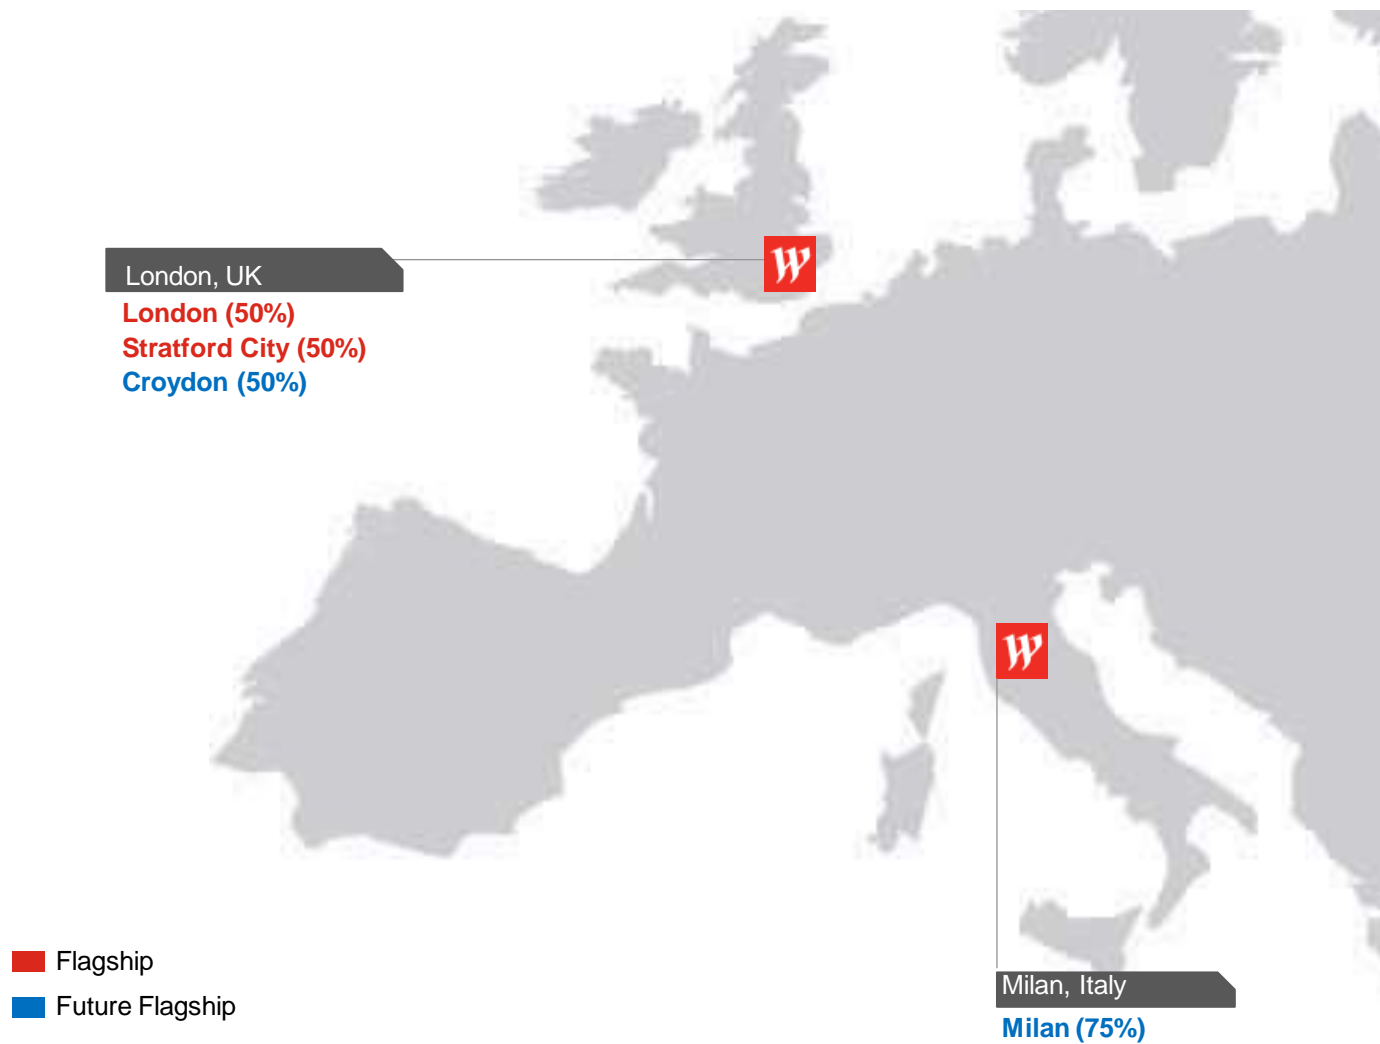 London, UK
London (50%)
Stratford City (50%)
Croydon (50%)
W
W
Flagship
Future Flagship
Milan, Italy
Milan (75%)